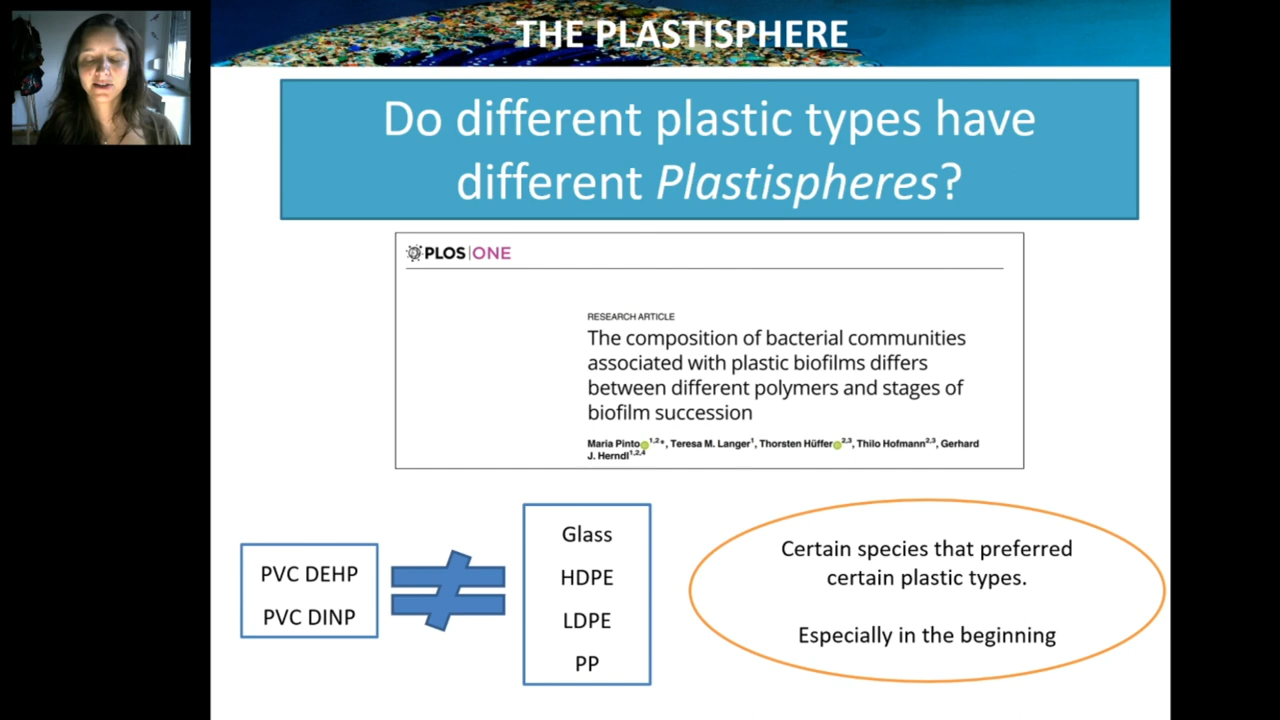 THE PLASTISPHERE
Do different plastic types have
different Plastispheres?
PLOS ONE
RESEARCH ARTICLE
The composition of bacterial communities
associated with plastic biofilms differs
between different polymers and stages of
biofilm succession
Maria Pinto1,2*, Teresa M. Langer1, Thorsten Hüffer2,3, Thilo Hofmann2,3, Gerhard
J. Herndl1,2,4
PVC DEHP
PVC DINP
≠
Glass
HDPE
LDPE
PP
Certain species that preferred
certain plastic types.
Especially in the beginning